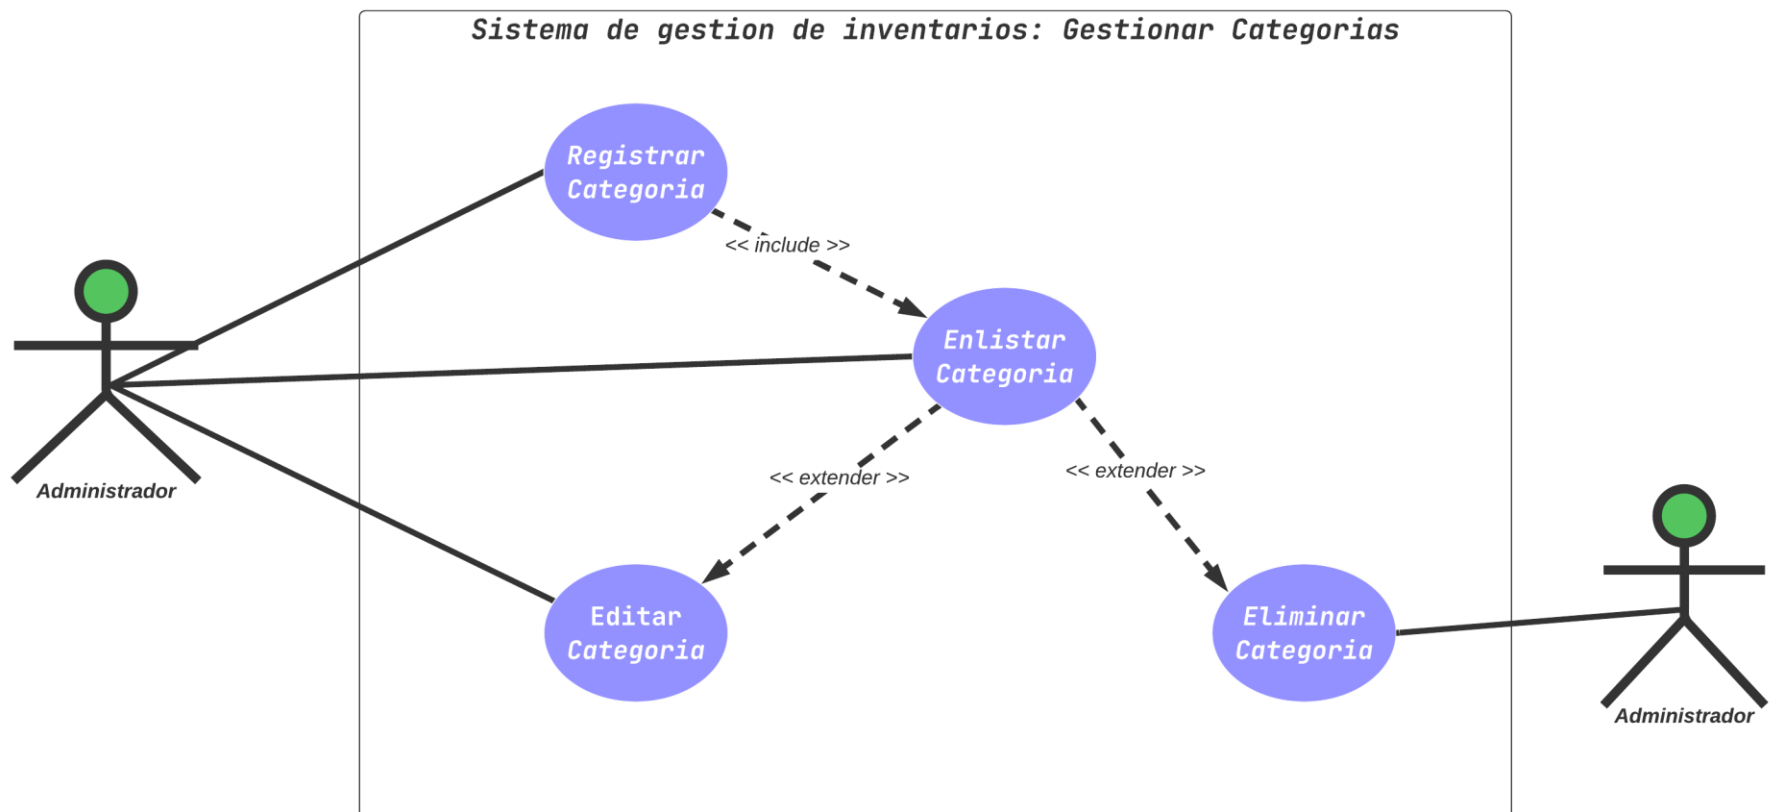 Sistema de gestion de inventarios: Gestionar Categorias
Registrar
Categoria
<< include >>
Enlistar
Categoria
<< extender >>
<< extender >>
Administrador
Editar
Categoria
Eliminar
Categoria
Administrador